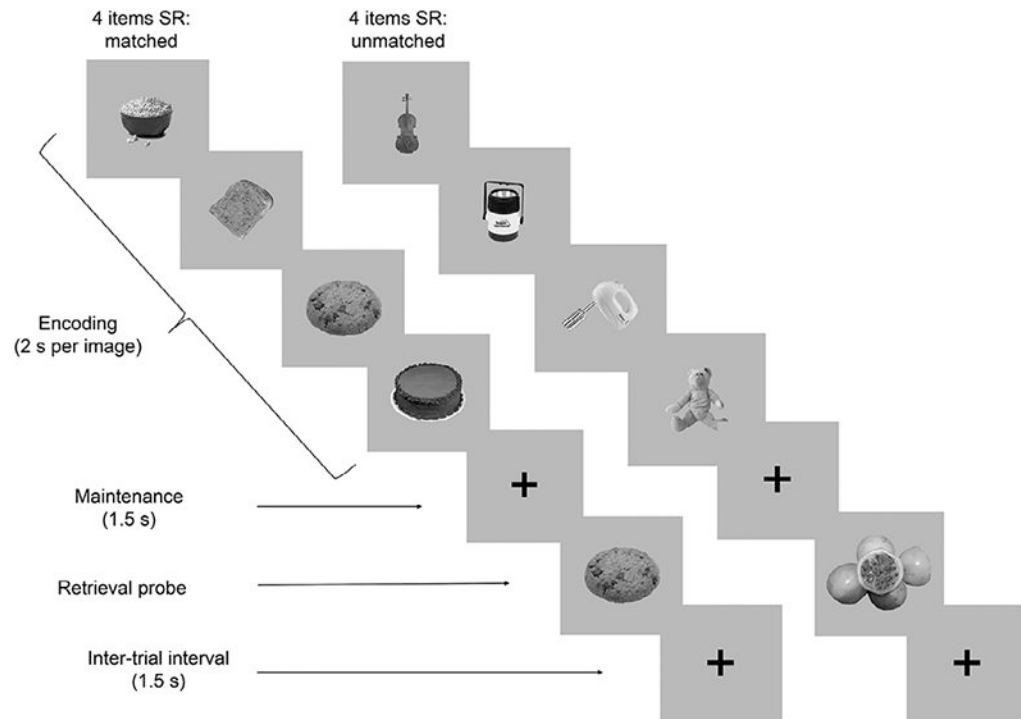 4 items SR:
matched
4 items SR:
unmatched
Encoding
(2 s per image)
Maintenance
(1.5 s)
Retrieval probe
Inter-trial interval
(1.5 s)